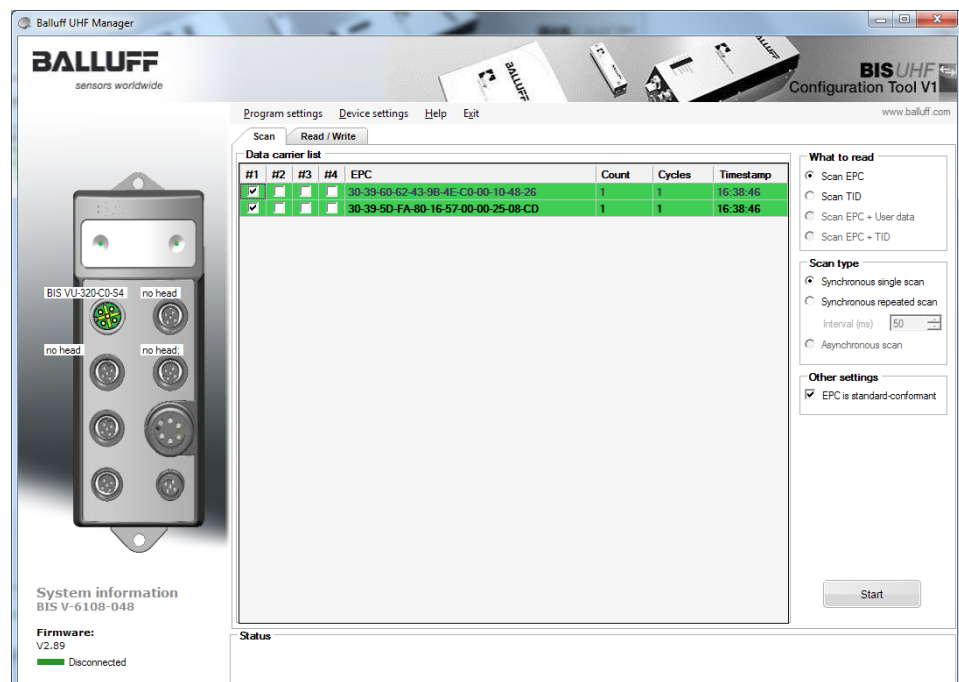 Balluff UHF Manager
BALLUFF
sensors worldwide
BALLUFF
BALLUFF
BIS UHF
Configuration Tool V1
Program settings Device settings Help Exit
www.balluff.com
Scan Read / Write
Data carrier list
#1 #2 #3 #4 EPC Count Cycles Timestamp
30-39-60-62-43-9B-4E-C0-00-10-48-26 1 1 16:38:46
30-39-5D-FA-80-16-57-00-00-25-08-CD 1 1 16:38:46
What to read
Scan EPC
Scan TID
Scan EPC + User data
Scan EPC + TID
Scan type
Synchronous single scan
Synchronous repeated scan
Interval (ms) 50
Asynchronous scan
Other settings
EPC is standard-conformant
Start
BIS VU-320-C0-S4 no head
no head no head;
System information
BIS V-6108-048
Firmware:
V2.89
Disconnected
Status